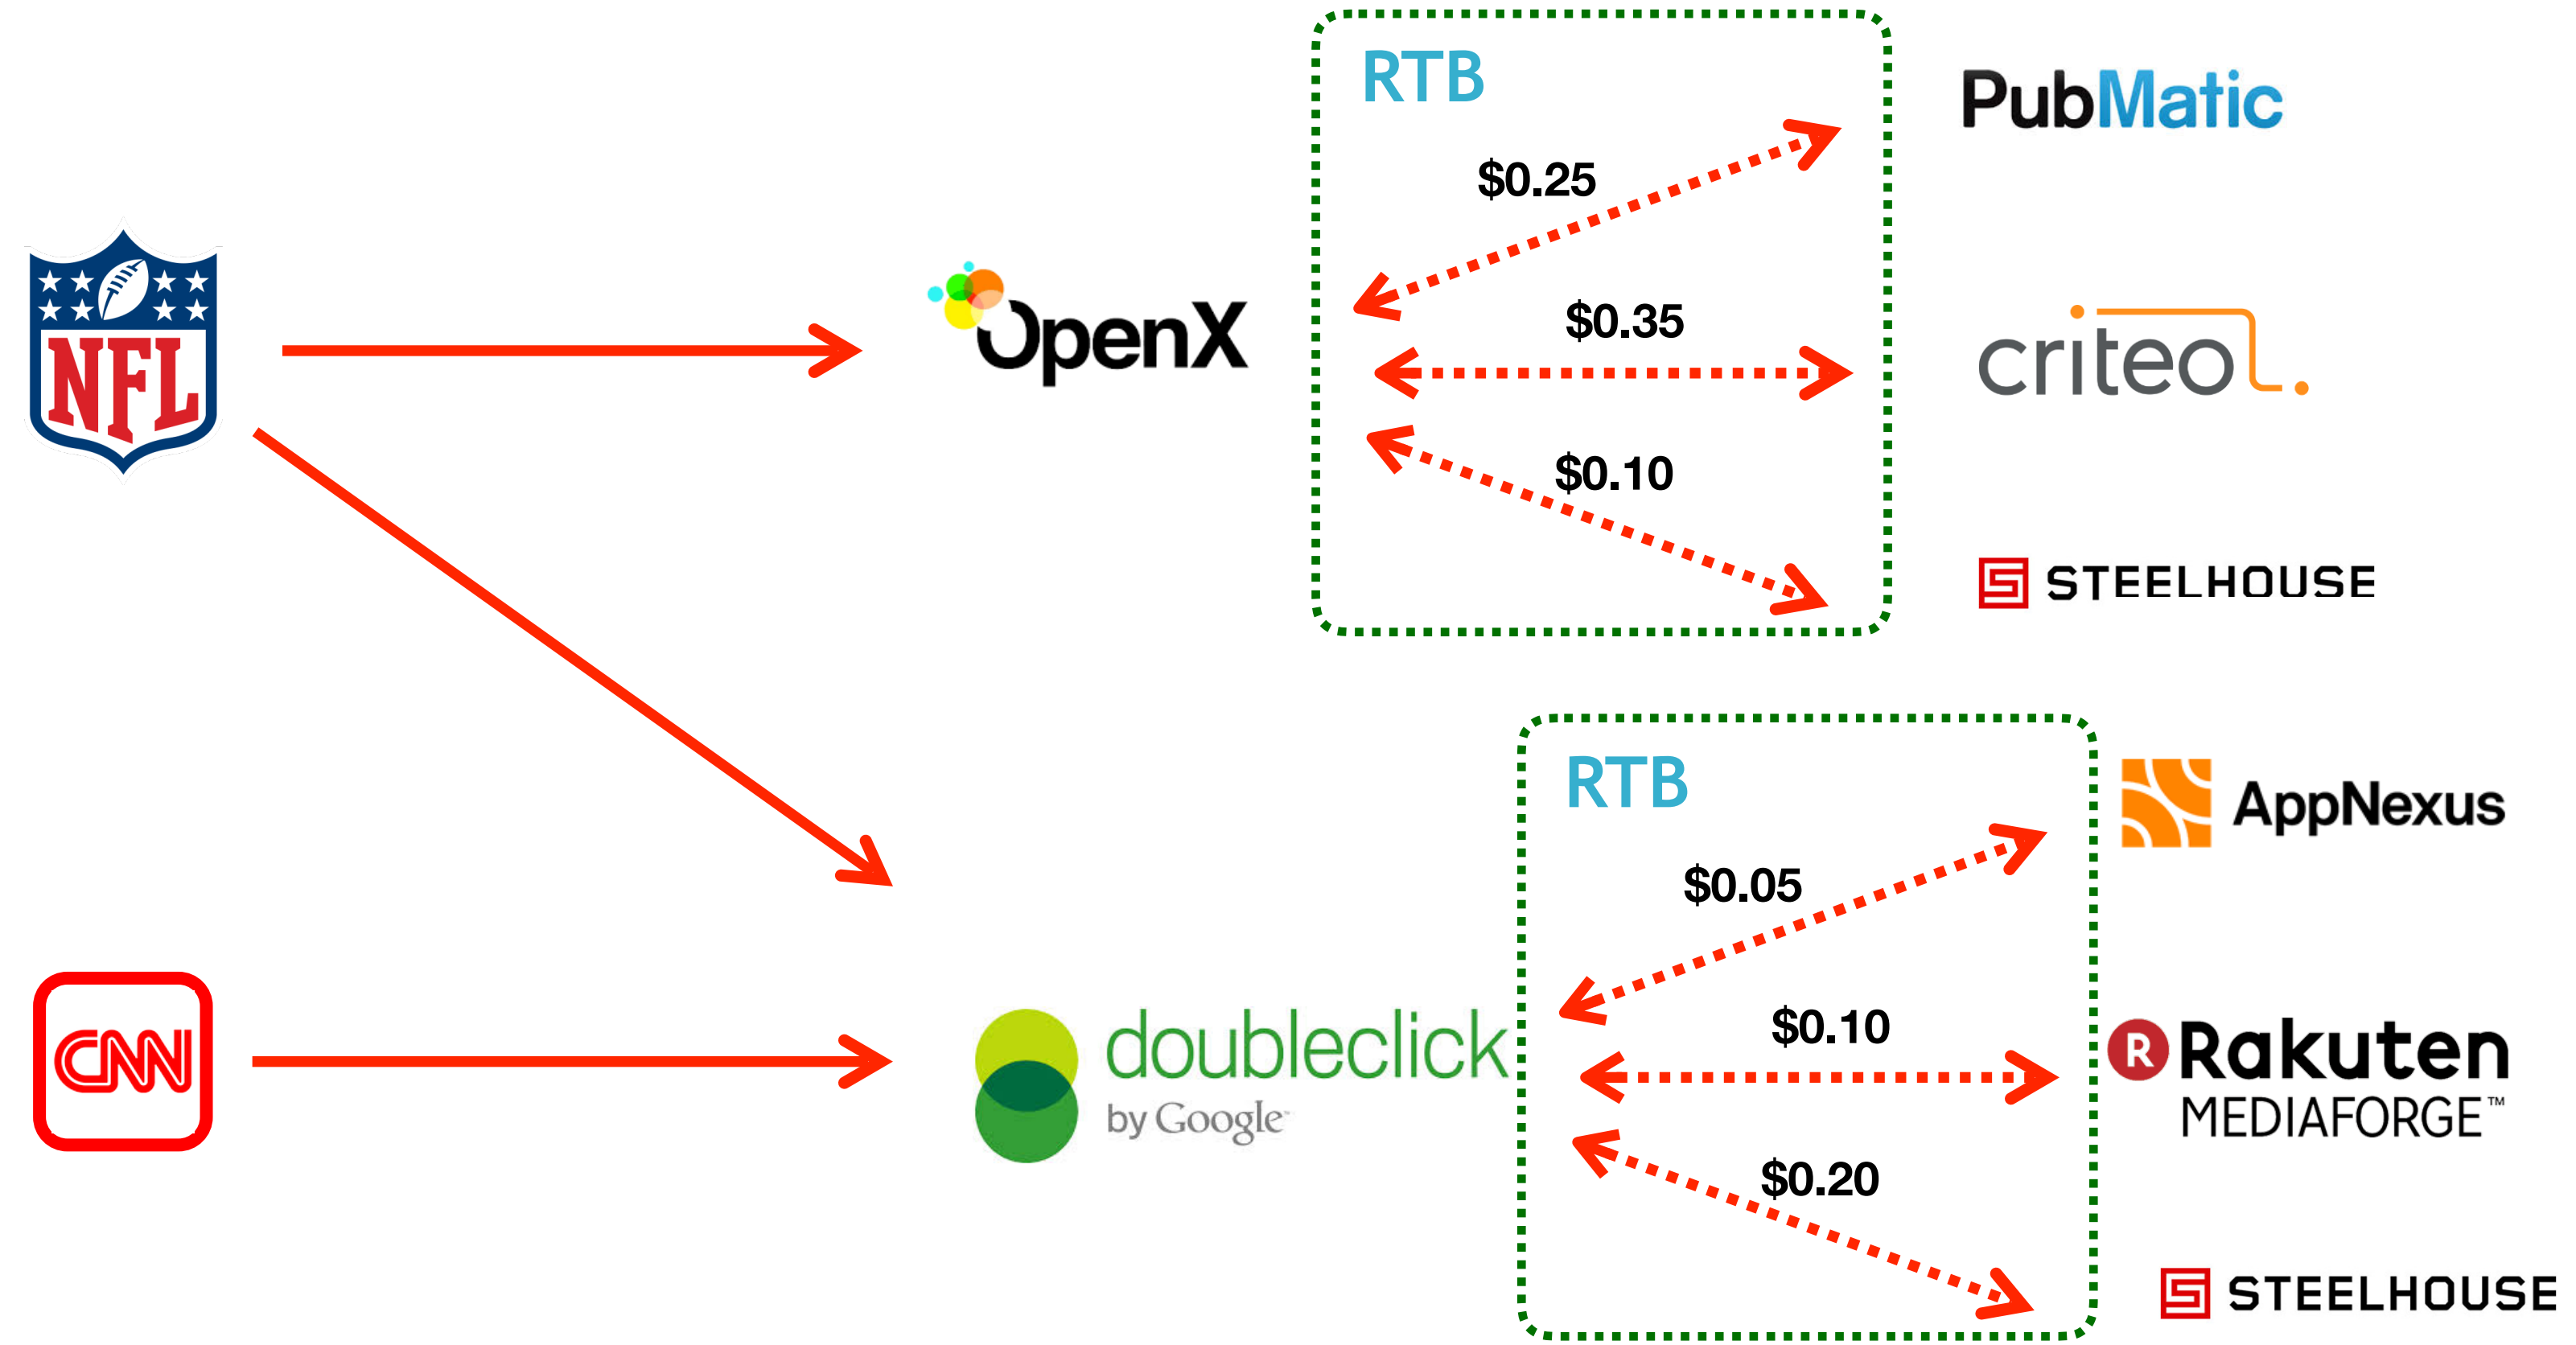 RTB
PubMatic
$0.25
NFL
OpenX
$0.35
criteo
$0.10
STEELHOUSE
RTB
AppNexus
$0.05
CNN
doubleclick
by Google
$0.10
R Rakuten
MEDIAFORGE™
$0.20
STEELHOUSE